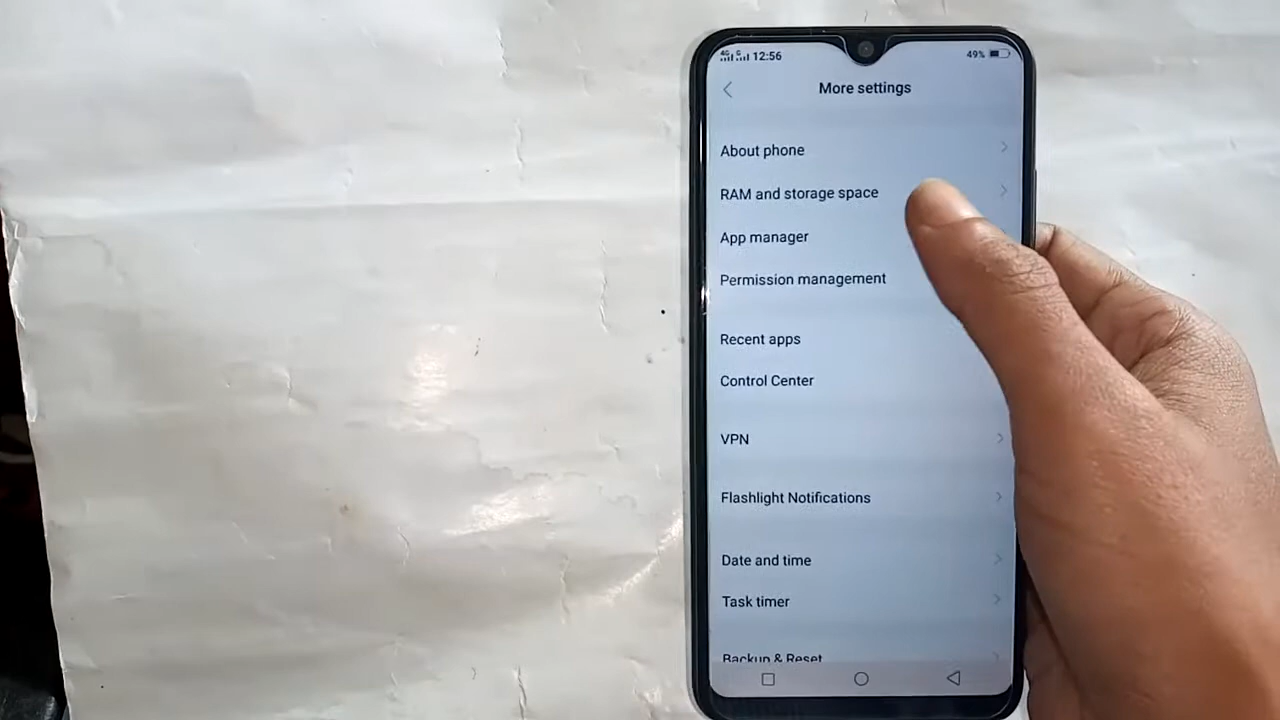 4G G 12:56 49%
More settings
About phone
RAM and storage space
App manager
Permission management
Recent apps
Control Center
VPN
Flashlight Notifications
Date and time
Task timer
Backup & Reset